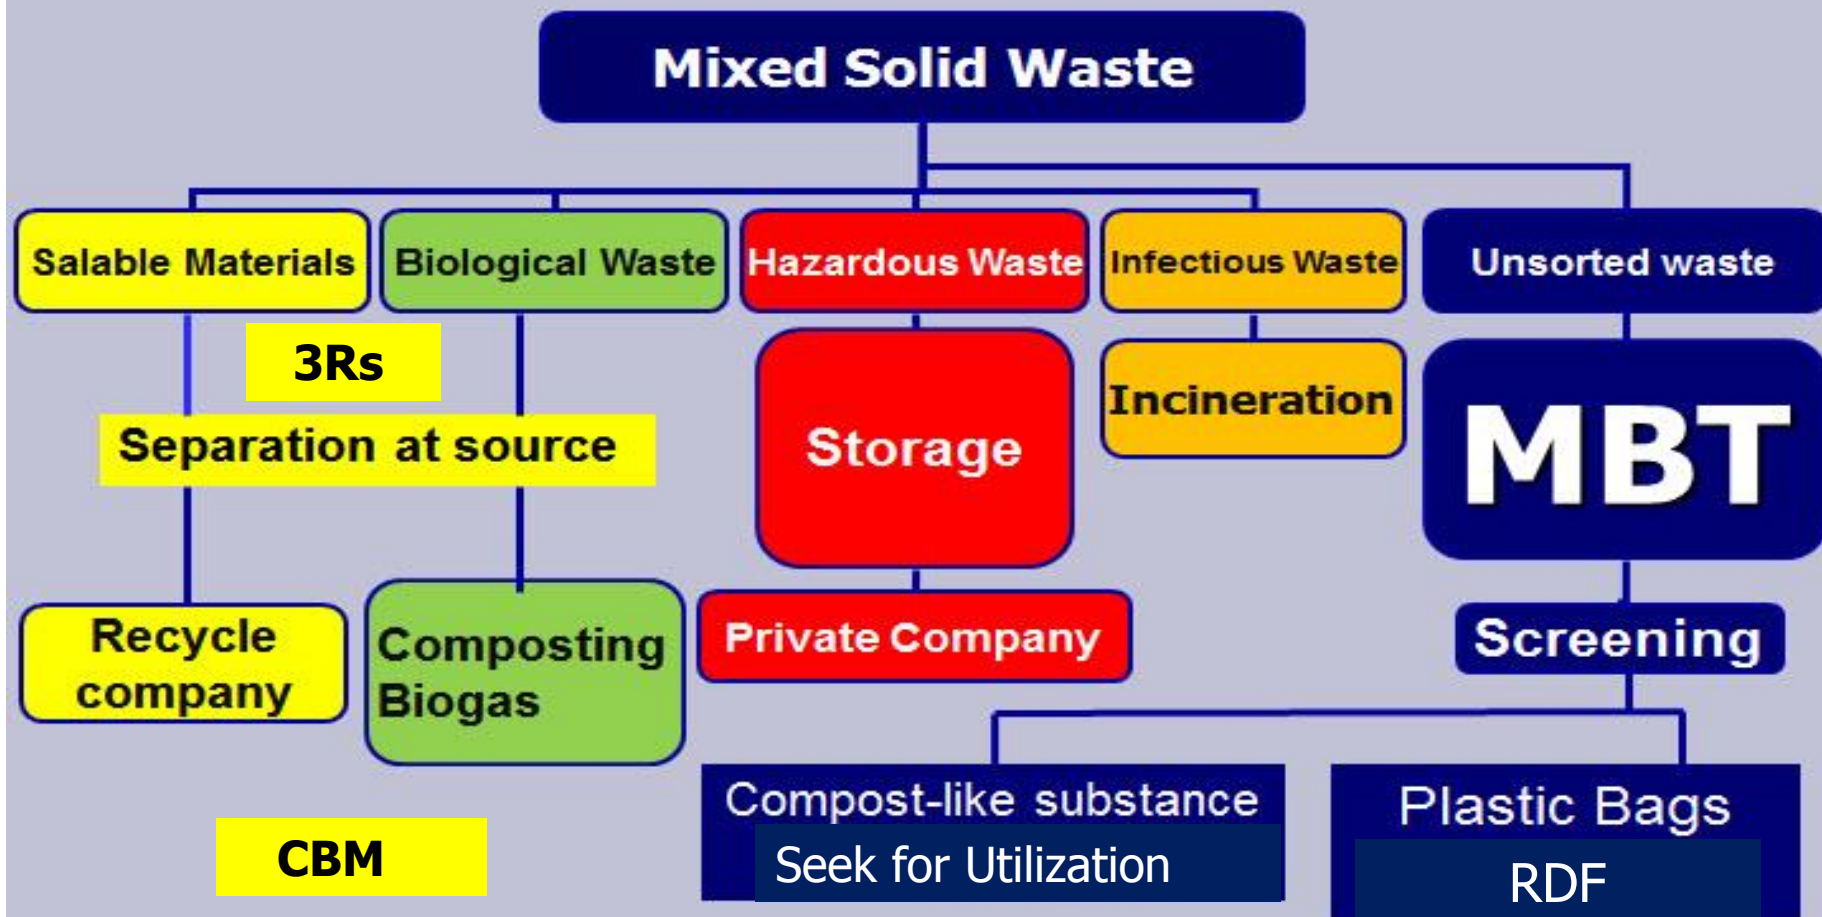 Mixed Solid Waste
Salable Materials
Biological Waste
Hazardous Waste
Infectious Waste
Unsorted waste
3Rs
Separation at source
Storage
Incineration
MBT
Recycle
company
Composting
Biogas
Private Company
Screening
Compost-like substance
Seek for Utilization
Plastic Bags
RDF
CBM